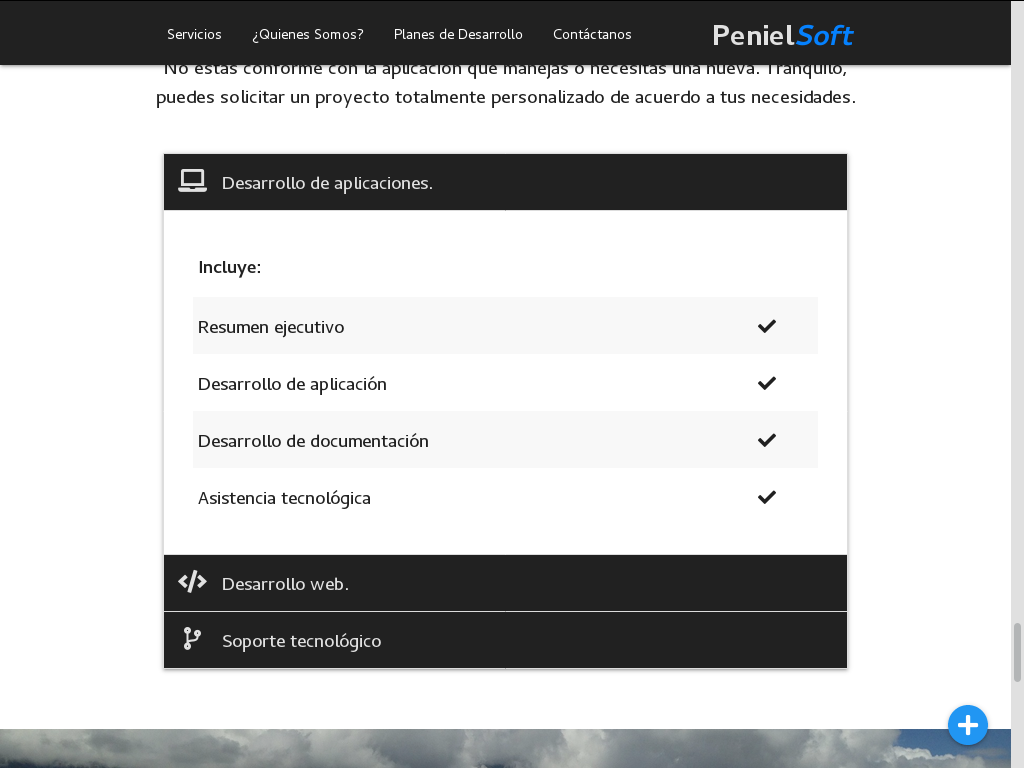 Servicios
¿Quienes Somos?
Planes de Desarrollo
Contáctanos
PenielSoft
No estas conforme con la aplicación que manejas o necesitas una nueva. Tranquilo,
puedes solicitar un proyecto totalmente personalizado de acuerdo a tus necesidades.
Desarrollo de aplicaciones.
Incluye:
Resumen ejecutivo
Desarrollo de aplicación
Desarrollo de documentación
Asistencia tecnológica
Desarrollo web.
Soporte tecnológico